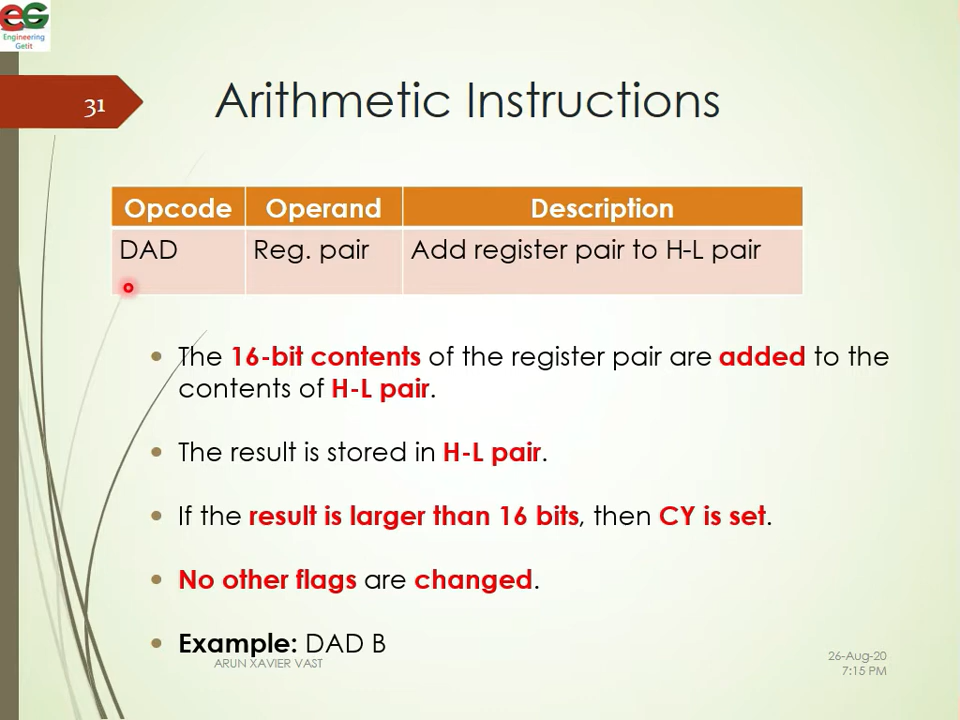 EG
Engineering
Getit
31
Arithmetic Instructions
Opcode Operand Description
DAD Reg. pair Add register pair to H-L pair
• The 16-bit contents of the register pair are added to the
contents of H-L pair.
• The result is stored in H-L pair.
• If the result is larger than 16 bits, then CY is set.
• No other flags are changed.
• Example: DAD B
ARUN XAVIER VAST
26-Aug-20
7:15 PM